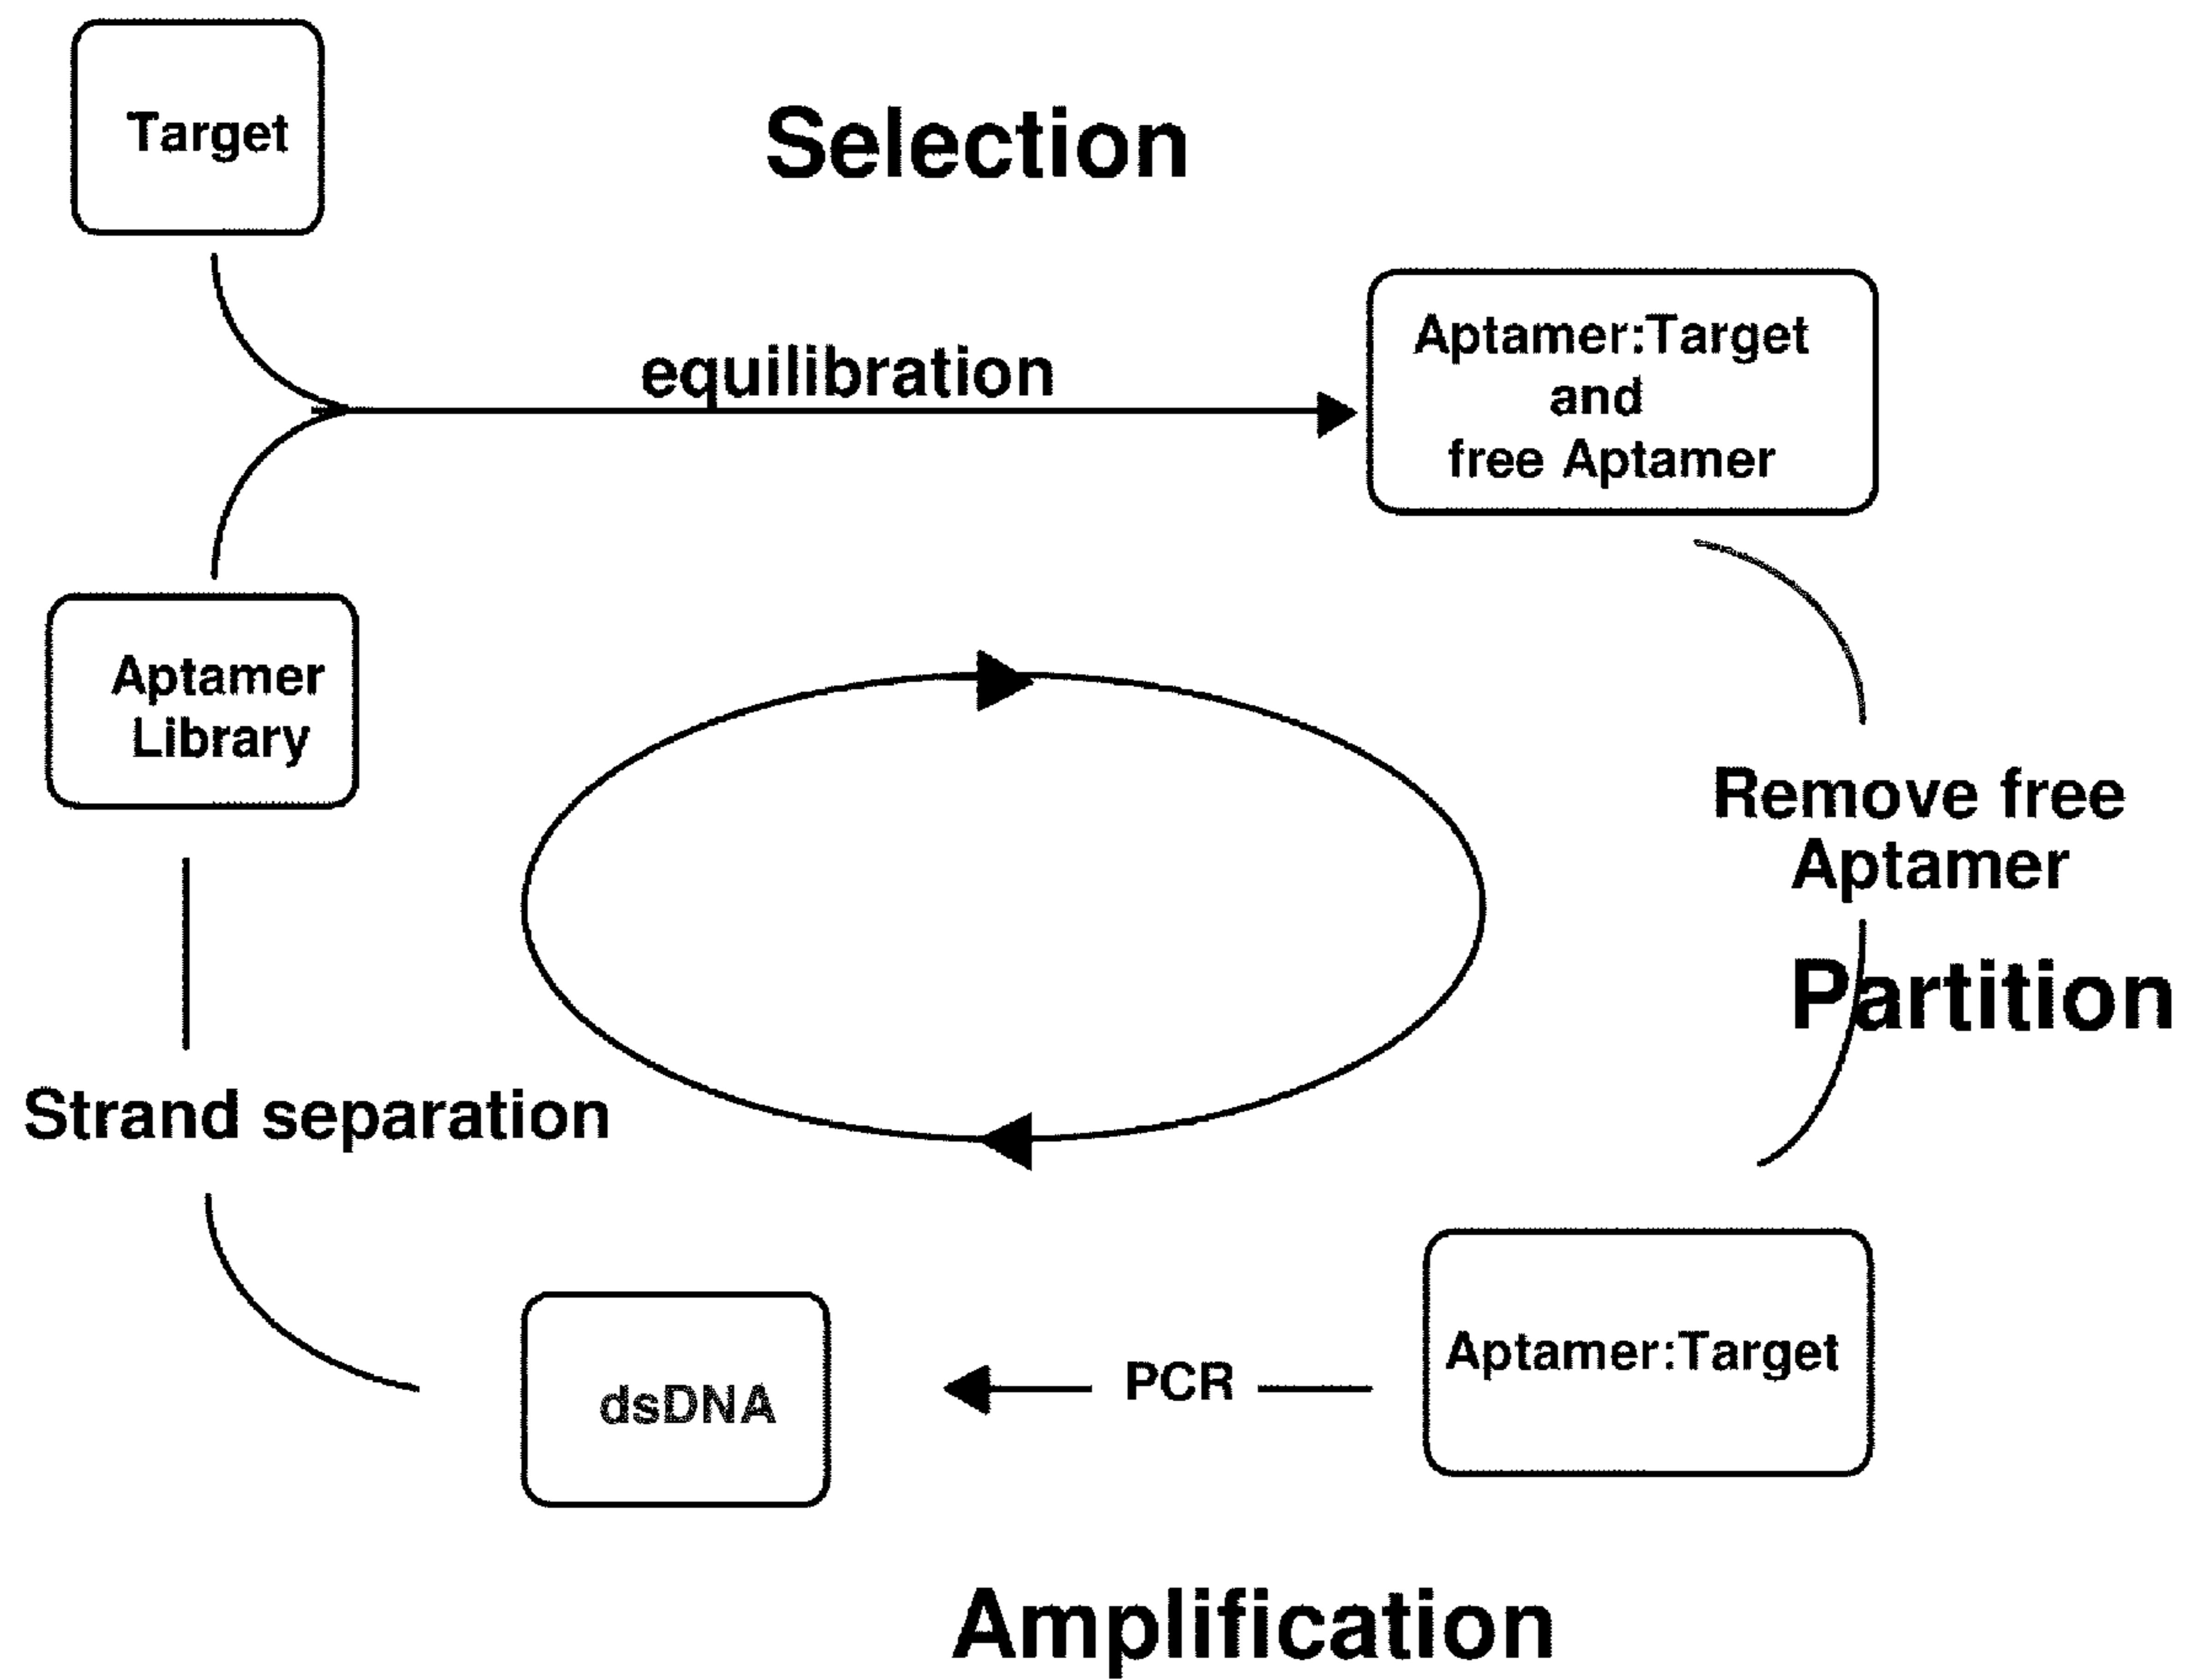 Target
Selection
equilibration
Aptamer:Target
and
free Aptamer
Aptamer
Library
Remove free
Aptamer
Partition
Strand separation
Aptamer:Target
PCR
dsDNA
Amplification